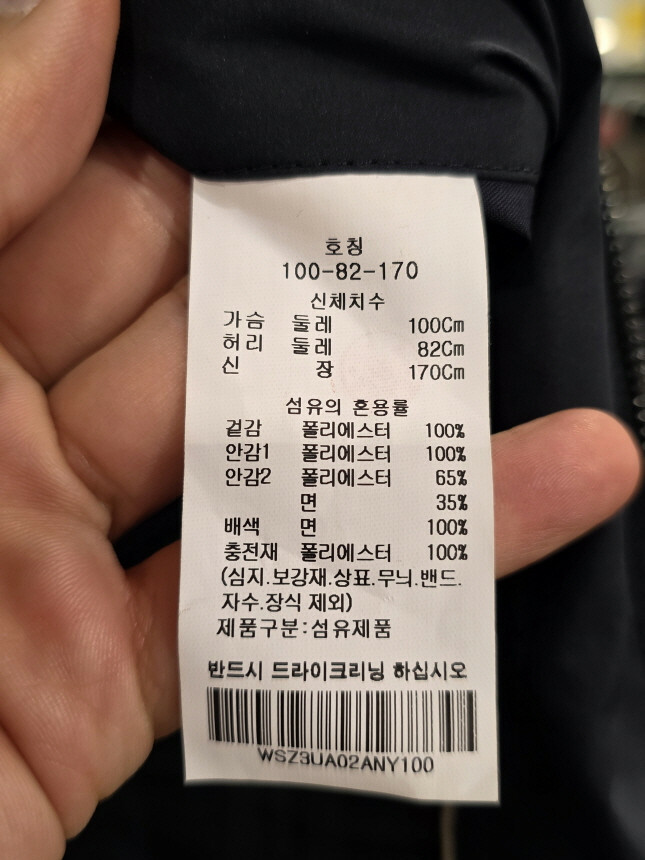 호칭
100-82-170
신체치수
가슴 둘레 100Cm
허리 둘레 82Cm
신 장 170Cm
섬유의 혼용률
겉감 폴리에스터 100%
안감1 폴리에스터 100%
안감2 폴리에스터 65%
면 35%
배색 면 100%
충전재 폴리에스터 100%
(심지.보강재.상표.무늬.밴드.
자수.장식 제외)
제품구분:섬유제품
반드시 드라이크리닝 하십시오
WSZ3UA02ANY100